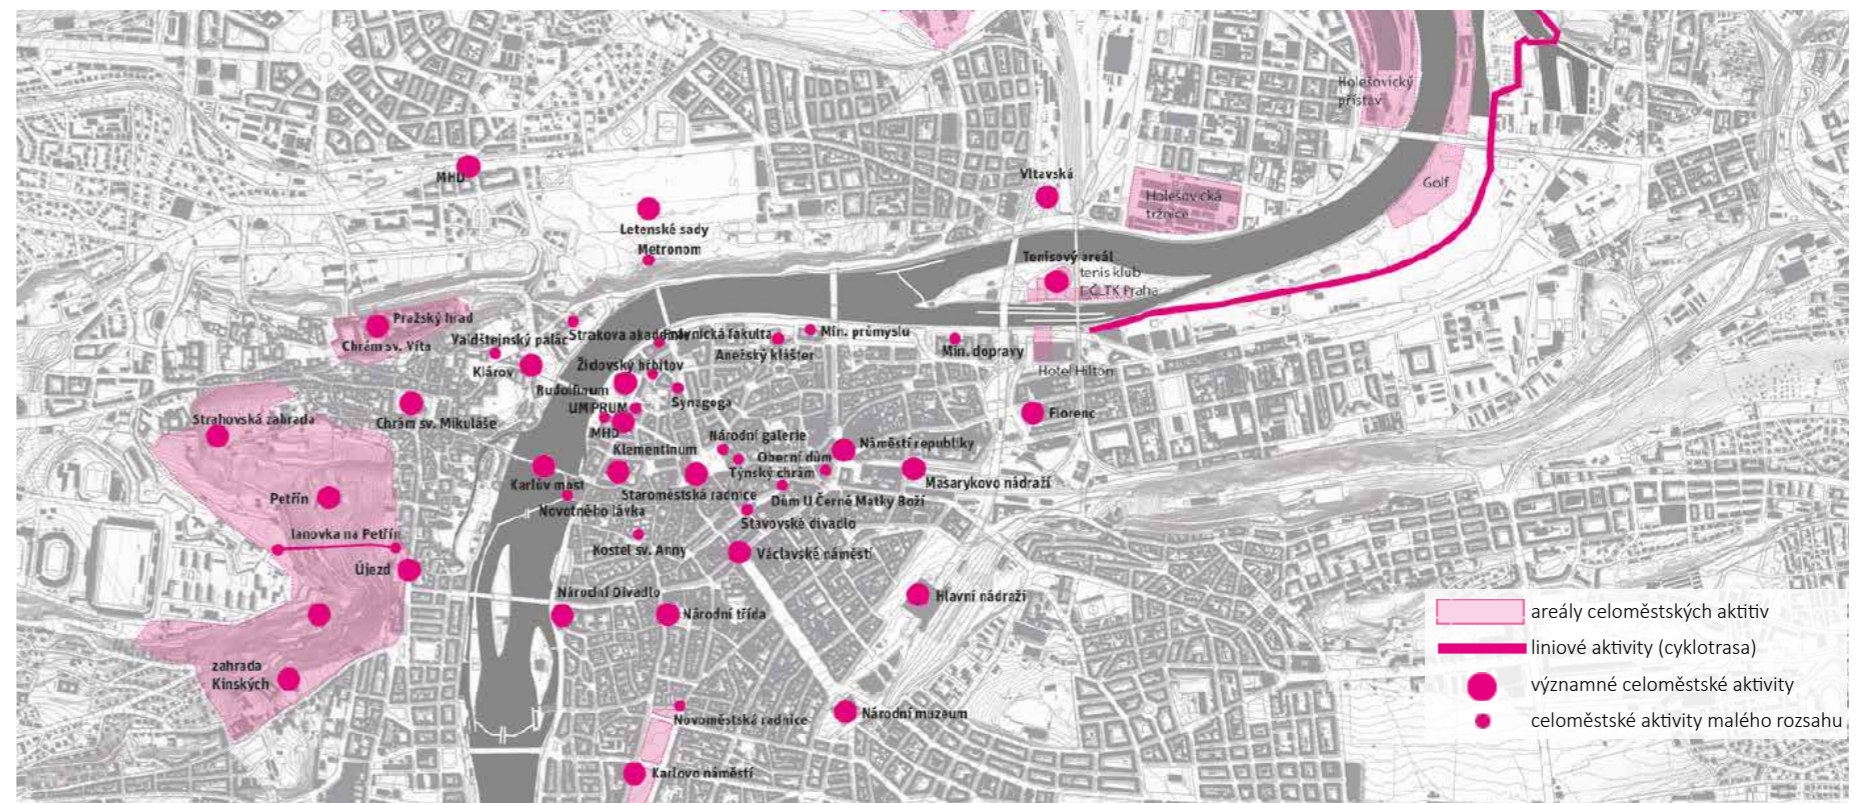 Holešovický
přístav
MHD
Vltavská
Golf
Holešovická
tržnice
Letenské sady
Metronom
Tenisový areál
tenis klub
I.ČLTK Praha
Pražský hrad
Chrám sv. Víta
Valdštejnský palác
Strakova akademie
Právnická fakulta
Min. průmyslu
Anežský klášter
Min. dopravy
Klárov
Židovský hřbitov
Hotel Hilton
Rudolfinum
Synagoga
UMPRUM
Florenc
Strahovská zahrada
Chrám sv. Mikuláše
MHD
Národní galerie
Náměstí republiky
Klementinum
Obecní dům
Týnský chrám
Karlův most
Masarykovo nádraží
Petřín
Staroměstská radnice
Dům U Černé Matky Boží
Novotného lávka
Stavovské divadlo
lanovka na Petřín
Kostel sv. Anny
Václavské náměstí
Újezd
Národní Divadlo
Hlavní nádraží
Národní třída
zahrada
Kinských
Novoměstská radnice
Národní muzeum
Karlovo náměstí
areály celoměstských aktitiv
liniové aktivity (cyklotrasa)
významné celoměstské aktivity
celoměstské aktivity malého rozsahu